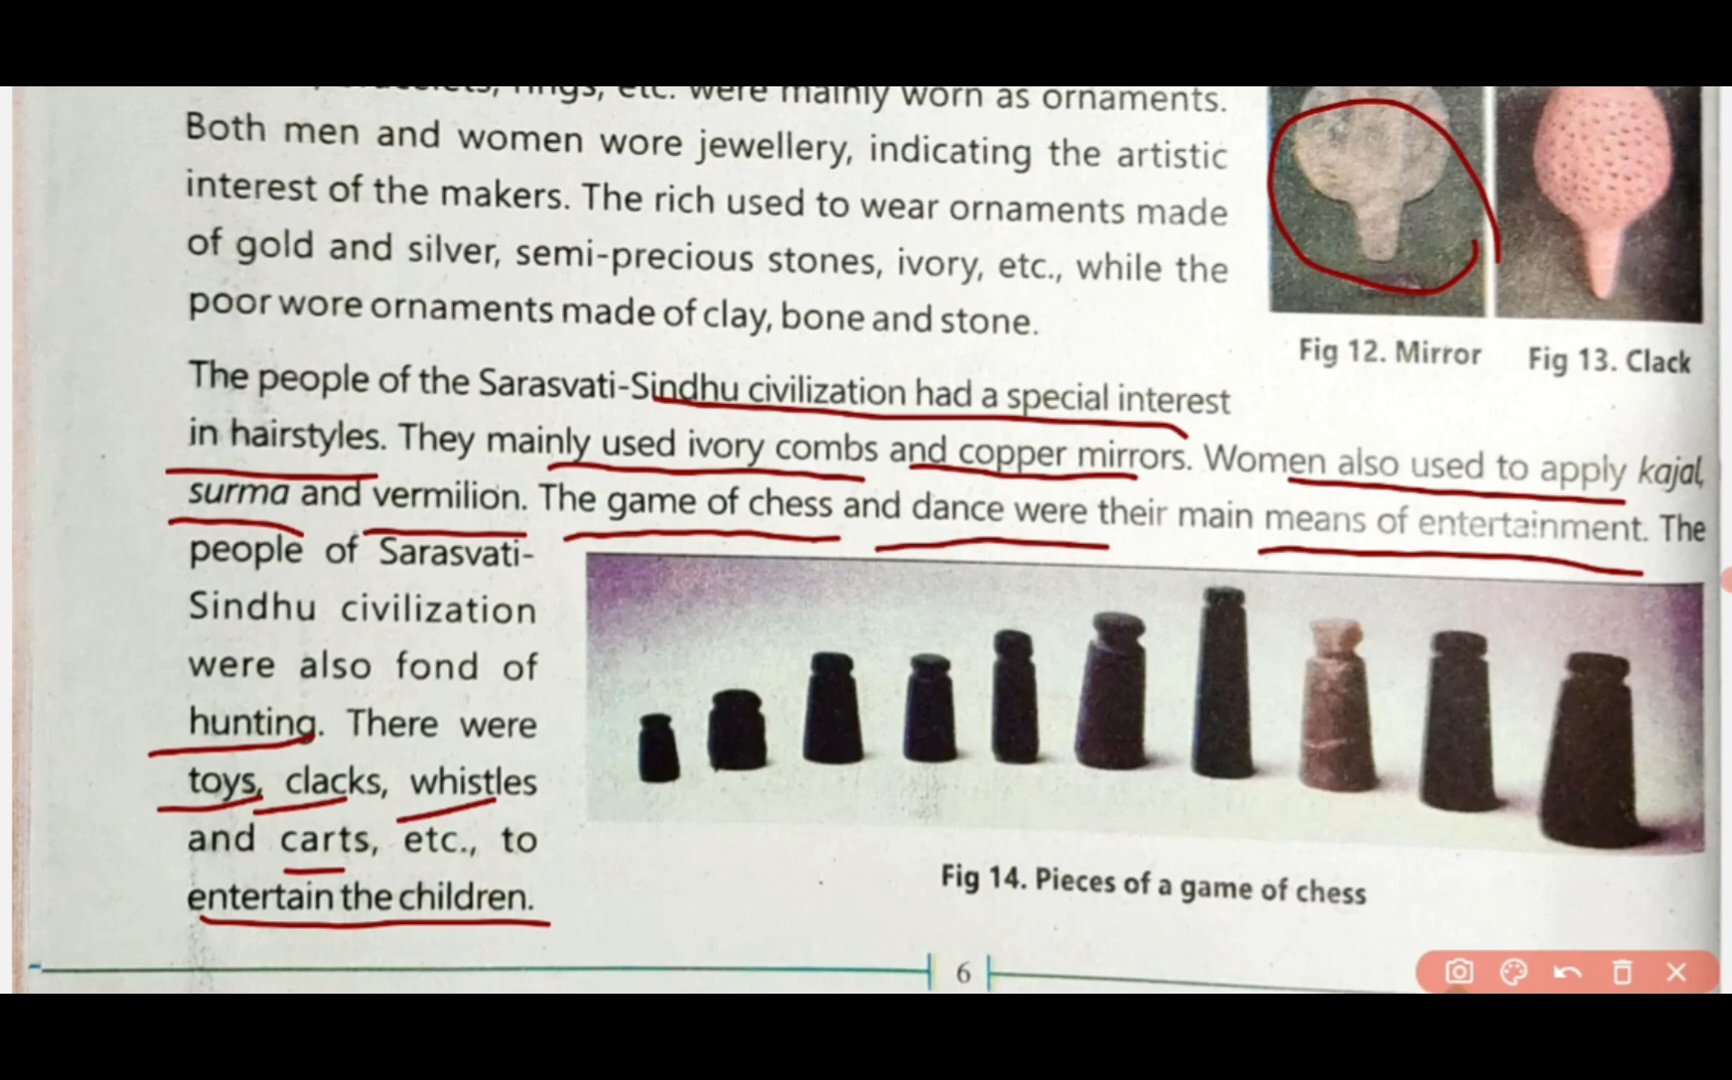 rings, etc. were mainly worn as ornaments.
Both men and women wore jewellery, indicating the artistic
interest of the makers. The rich used to wear ornaments made
of gold and silver, semi-precious stones, ivory, etc., while the
poor wore ornaments made of clay, bone and stone.
Fig 12. Mirror
Fig 13. Clack
The people of the Sarasvati-Sindhu civilization had a special interest
in hairstyles. They mainly used ivory combs and copper mirrors. Women also used to apply kajal,
surma and vermilion. The game of chess and dance were their main means of entertainment. The
people of Sarasvati-
Sindhu civilization
were also fond of
hunting. There were
toys, clacks, whistles
and carts, etc., to
entertain the children.
Fig 14. Pieces of a game of chess
6